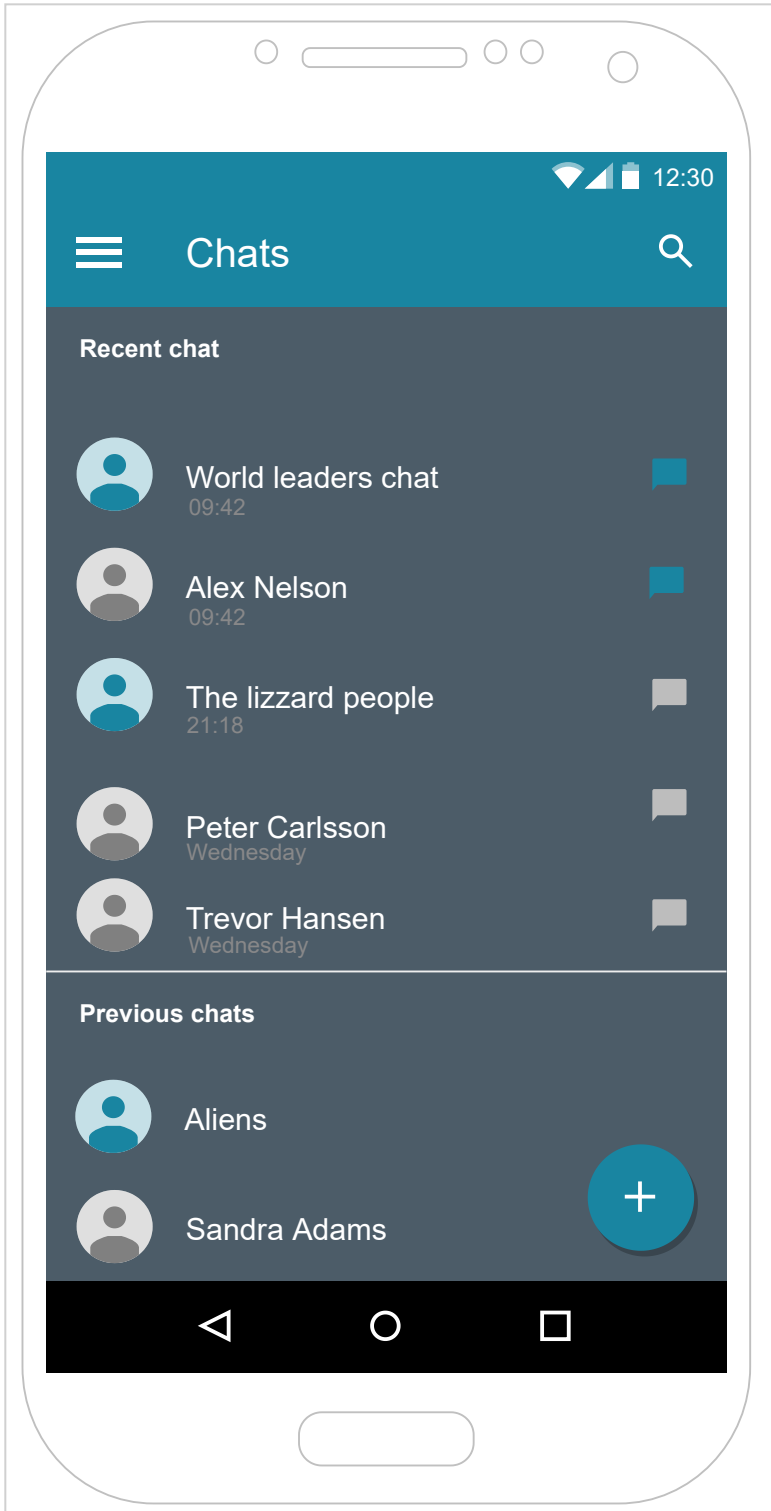 12:30
Chats
Recent chat
World leaders chat
09:42
Alex Nelson
09:42
The lizzard people
21:18
Peter Carlsson
Wednesday
Trevor Hansen
Wednesday
Previous chats
Aliens
Sandra Adams